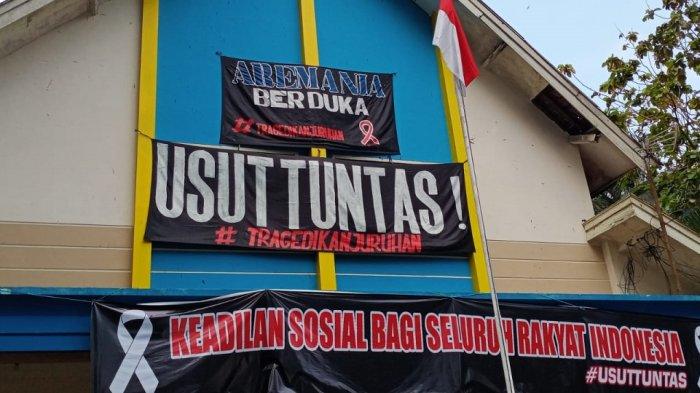 AREMANIA
BERDUKA
# TRAGEDIKANJURUHAN
USUT TUNTAS !
# TRAGEDIKANJURUHAN
KEADILAN SOSIAL BAGI SELURUH RAKYAT INDONESIA
#USUTTUNTAS